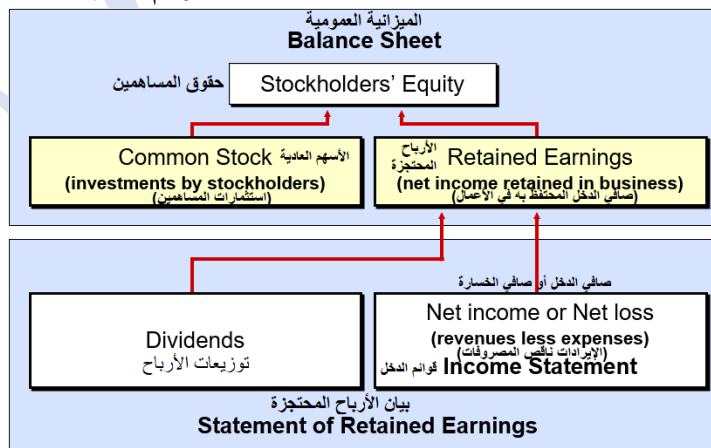 الميزانية العمومية
Balance Sheet
حقوق المساهمين Stockholders’ Equity
Common Stock الأسهم العادية
(investments by stockholders)
(استثمارات المساهمين)
الأرباح المحتجزة Retained Earnings
(net income retained in business)
(صافي الدخل المحتفظ به في الأعمال)
Dividends
توزيعات الأرباح
صافي الدخل أو صافي الخسارة
Net income or Net loss
(revenues less expenses)
(الإيرادات ناقص المصروفات)
قوائم الدخل Income Statement
بيان الأرباح المحتجزة
Statement of Retained Earnings